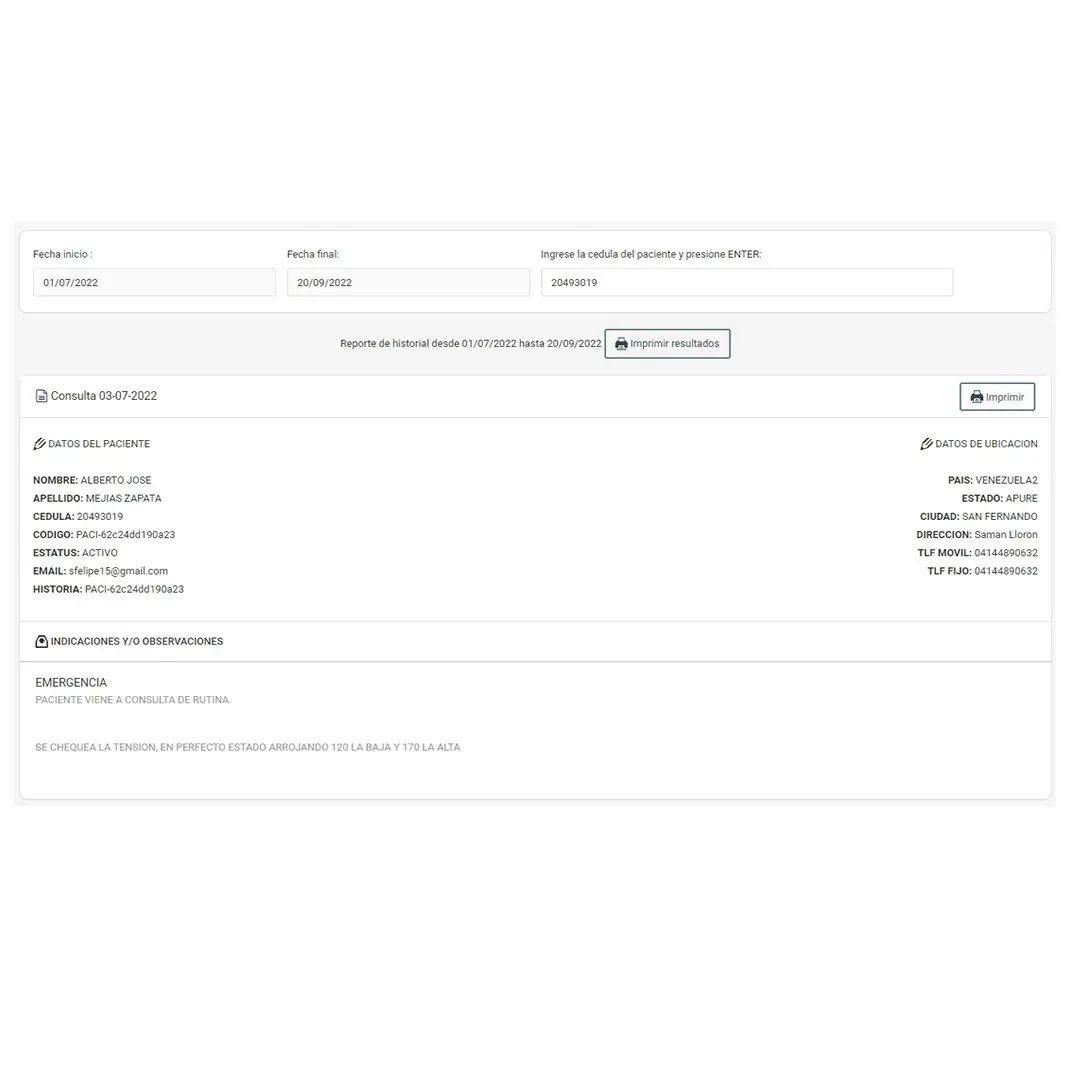 Fecha inicio :
Fecha final:
Ingrese la cedula del paciente y presione ENTER:
01/07/2022
20/09/2022
20493019
Reporte de historial desde 01/07/2022 hasta 20/09/2022
Imprimir resultados
Consulta 03-07-2022
Imprimir
DATOS DEL PACIENTE
NOMBRE: ALBERTO JOSE
APELLIDO: MEJIAS ZAPATA
CEDULA: 20493019
CODIGO: PACI-62c24dd190a23
ESTATUS: ACTIVO
EMAIL: sfelipe15@gmail.com
HISTORIA: PACI-62c24dd190a23
DATOS DE UBICACION
PAIS: VENEZUELA2
ESTADO: APURE
CIUDAD: SAN FERNANDO
DIRECCION: Saman Lloron
TLF MOVIL: 04144890632
TLF FIJO: 04144890632
INDICACIONES Y/O OBSERVACIONES
EMERGENCIA
PACIENTE VIENE A CONSULTA DE RUTINA.
SE CHEQUEA LA TENSION, EN PERFECTO ESTADO ARROJANDO 120 LA BAJA Y 170 LA ALTA